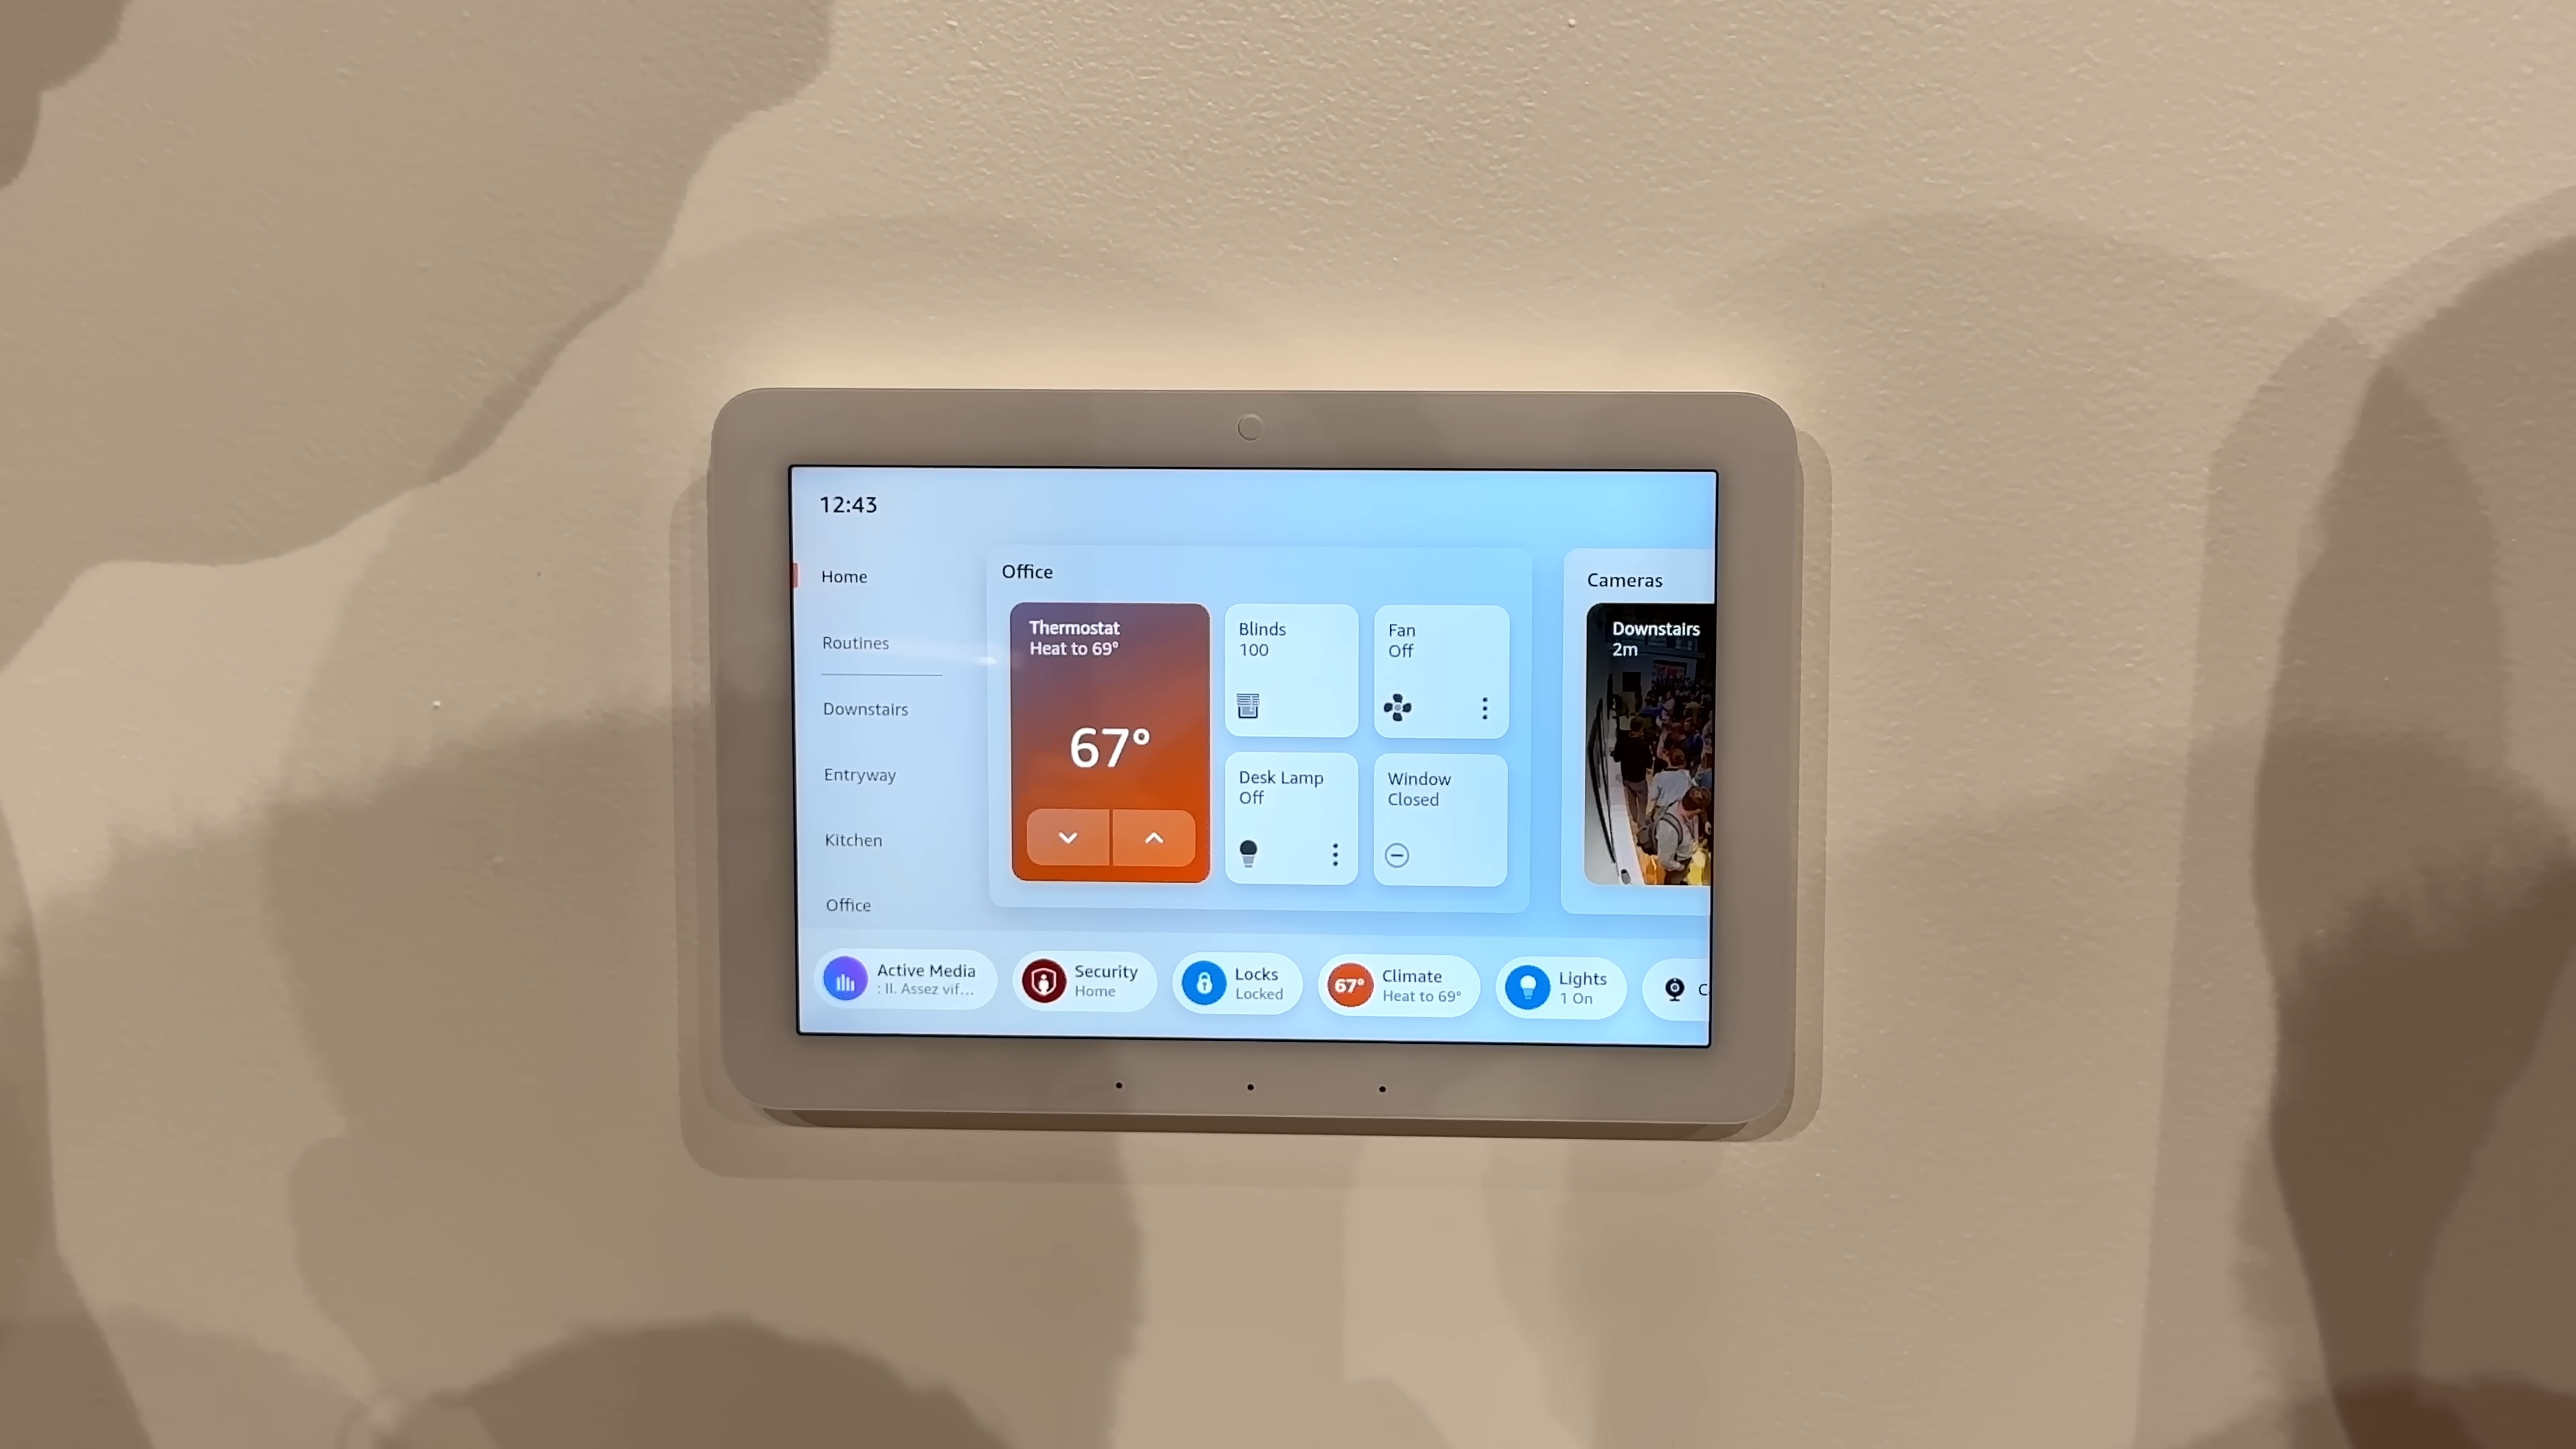 12:43
Home
Routines
Downstairs
Entryway
Kitchen
Office
Office
Thermostat
Heat to 69°
67°
Blinds
100
Fan
Off
Desk Lamp
Off
Window
Closed
Cameras
Downstairs
2m
Active Media
: II. Assez vif...
Security
Home
Locks
Locked
67°
Climate
Heat to 69°
Lights
1 On